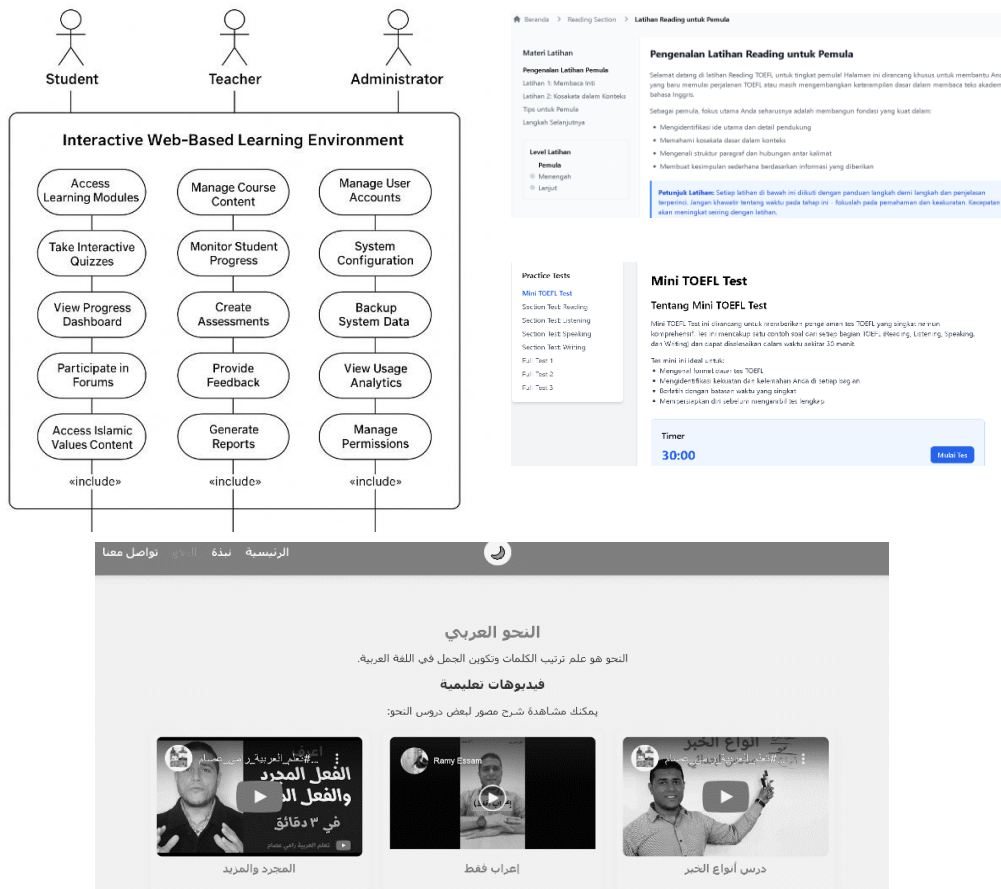 Student
Teacher
Administrator
Interactive Web-Based Learning Environment
Access
Learning Modules
Take Interactive
Quizzes
View Progress
Dashboard
Participate in
Forums
Access Islamic
Values Content
«include»
Manage Course
Content
Monitor Student
Progress
Create
Assessments
Provide
Feedback
Generate
Reports
«include»
Manage User
Accounts
System
Configuration
Backup
System Data
View Usage
Analytics
Manage
Permissions
«include»
Beranda > Reading Section > Latihan Reading untuk Pemula
Materi Latihan
Pengenalan Latihan Pemula
Latihan 1: Membaca Inti
Latihan 2: Kosakata dalam Konteks
Tips untuk Pemula
Langkah Selanjutnya
Level Latihan
Pemula
Menengah
Lanjut
Pengenalan Latihan Reading untuk Pemula
Selamat datang di latihan Reading TOEFL untuk tingkat pemula! Halaman ini dirancang khusus untuk membantu
yang baru memulai perjalanan TOEFL atau masih mengembangkan keterampilan dasar dalam membaca teks
bahasa Inggris.
Sebagai pemula, fokus utama Anda seharusnya adalah membangun fondasi yang kuat dalam:
• Mengidentifikasi ide utama dan detail pendukung
• Memahami kosakata dasar dalam konteks
• Mengenali struktur paragraf dan hubungan antar kalimat
• Membuat kesimpulan sederhana berdasarkan informasi yang diberikan
Petunjuk Latihan: Setiap latihan di bawah ini diikuti dengan panduan langkah demi langkah dan penjelasan
terperinci. Jangan khawatir tentang waktu pada tahap ini - fokuslah pada pemahaman dan keakuratan. Kecepatan
akan meningkat seiring dengan latihan.
Practice Tests
Mini TOEFL Test
Section Test: Reading
Section Test: Listening
Section Test: Speaking
Section Test: Writing
Full Test 1
Full Test 2
Full Test 3
Mini TOEFL Test
Tentang Mini TOEFL Test
Mini TOEFL Test ini dirancang untuk memberikan pengalaman tes TOEFL yang singkat namun
komprehensif. Tes ini mencakup satu contoh soal dari setiap bagian TOEFL (Reading, Listening, Speaking,
dan Writing) dan dapat diselesaikan dalam waktu sekitar 30 menit.
Tes mini ini ideal untuk:
• Mengenal format dasar tes TOEFL
• Mengidentifikasi kekuatan dan kelemahan Anda di setiap bagian
• Berlatih dengan batasan waktu yang singkat
• Mempersiapkan diri sebelum mengambil tes lengkap
Timer
30:00
Mulai Tes
الرئيسية نبذة النحو تواصل معنا
النحو العربي
النحو هو علم ترتيب الكلمات وتكوين الجمل في اللغة العربية.
فيديوهات تعليمية
يمكنك مشاهدة شرح مصور لبعض دروس النحو:
أنواع الخبر
#تعلم_العربية_رامي_عصام...
درس أنواع الخبر
Ramy Essam
إعراب فقط
إعراب فقط
اعرف
#تعلم_العربية_رامي_عصام...
الفعل المجرد
والفعل
في ٣ دقائق
تعلم العربية رامي عصام
المجرد والمزيد